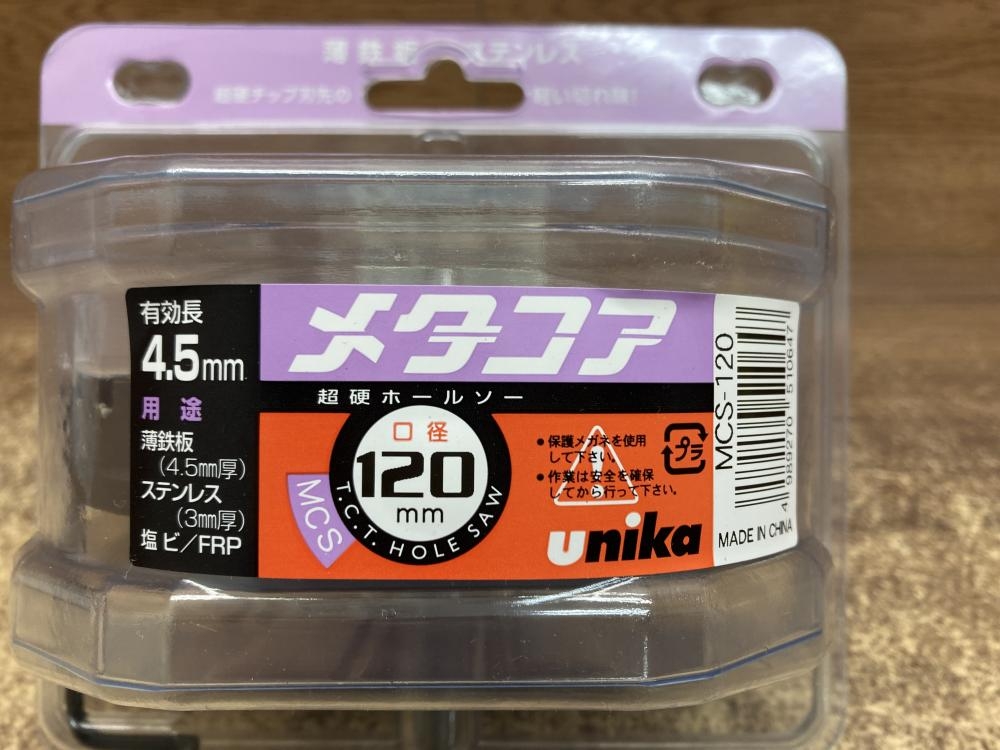 薄鉄板 ステンレス
超硬チップ刃先の 軽い切れ味!
有効長
4.5mm
用途
薄鉄板
(4.5mm厚)
ステンレス
(3mm厚)
塩ビ/FRP
メタコア
超硬ホールソー
口径
120
mm
MCS
T.C.T. HOLE SAW
●保護メガネを使用
して下さい。
●作業は安全を確保
してから行って下さい。
プラ
unika
MCS-120
4 989270 510647
MADE IN CHINA